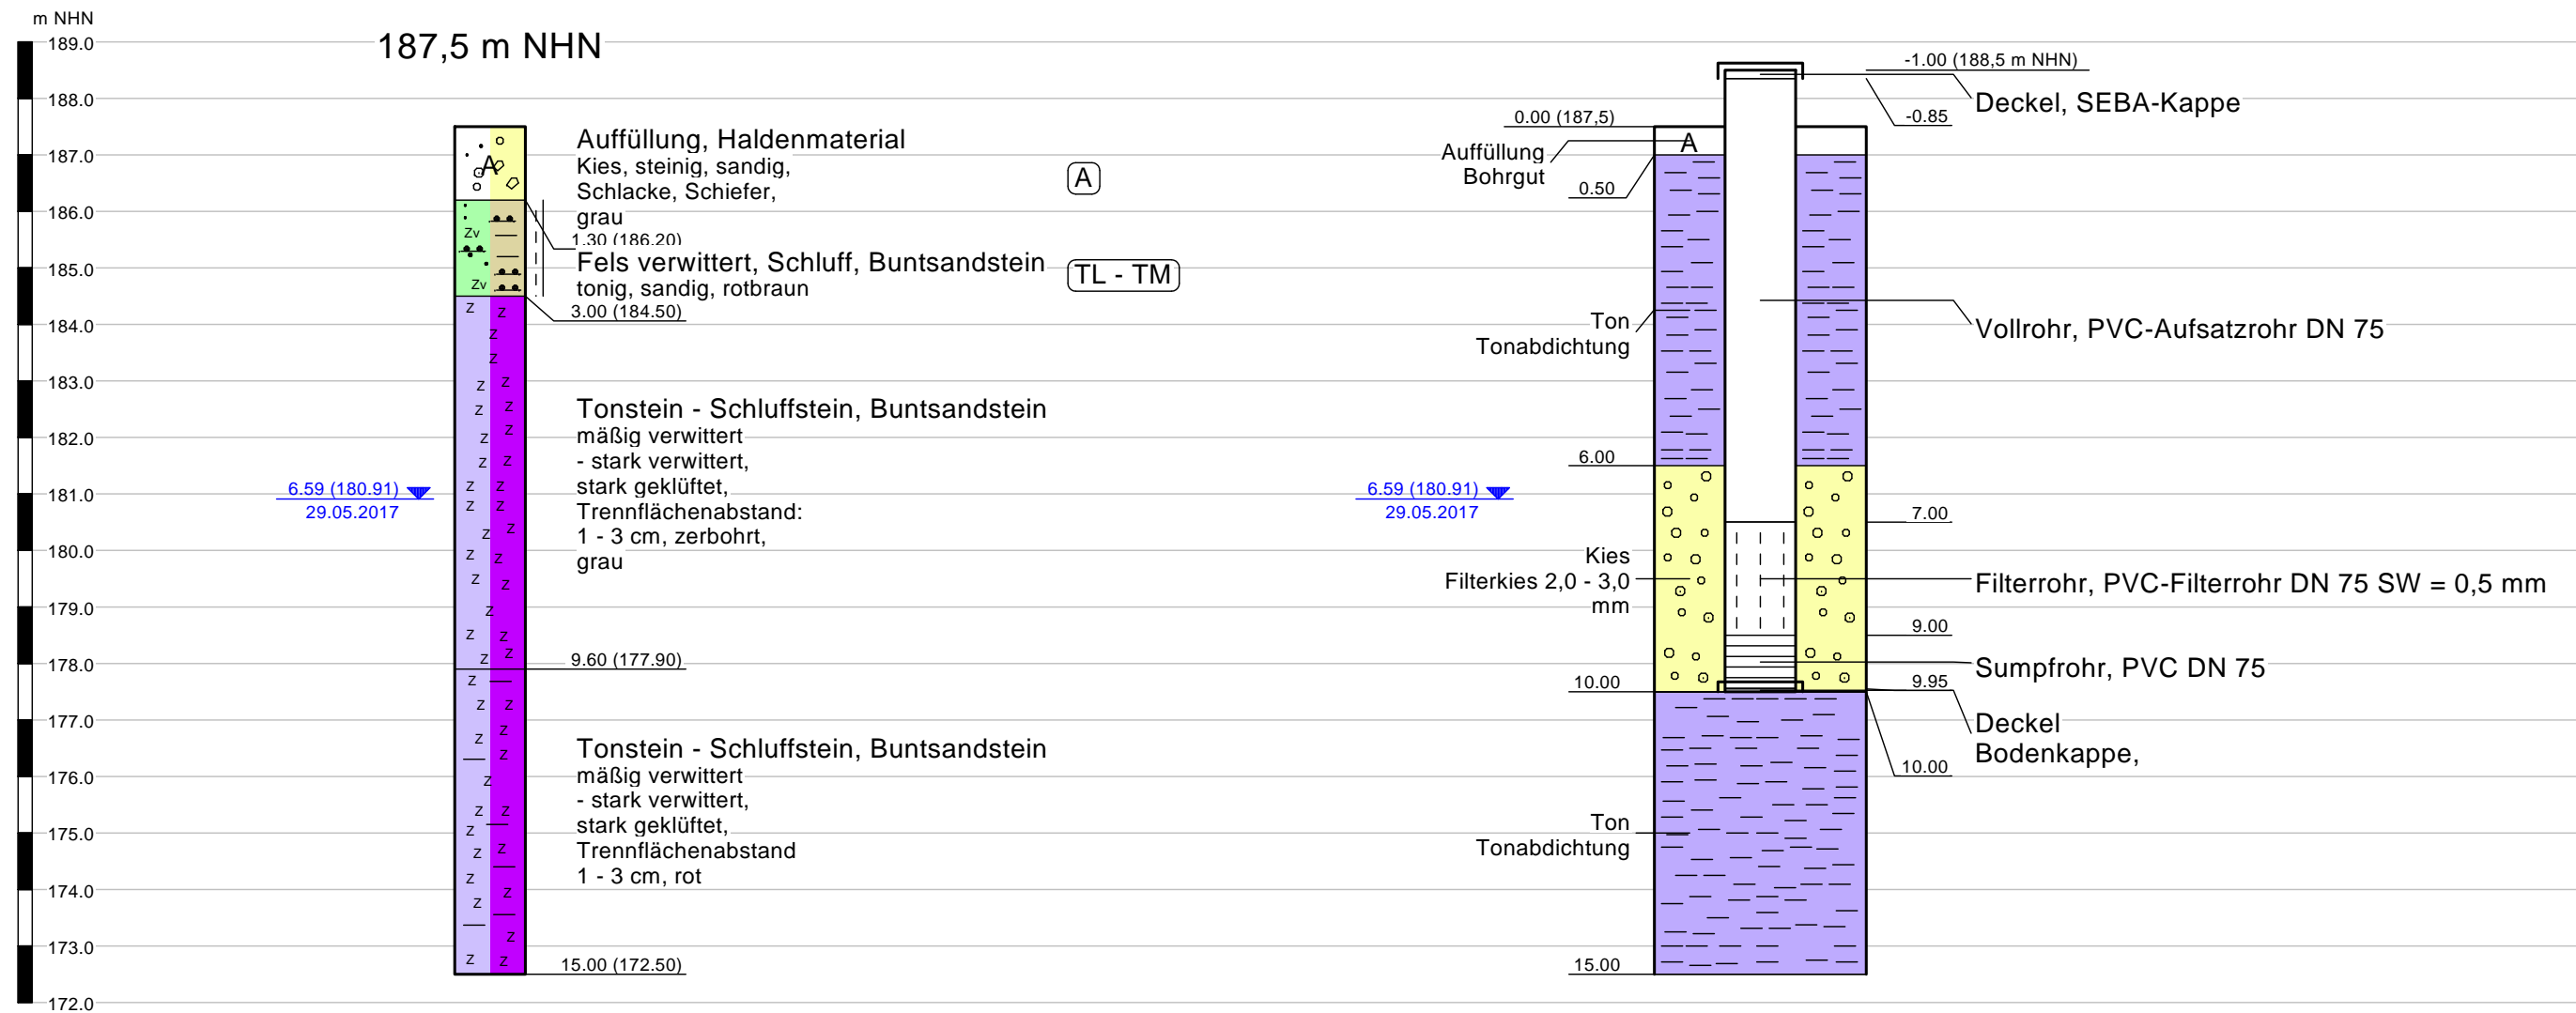 m NHN
189.0
188.0
187.0
186.0
185.0
184.0
183.0
182.0
181.0
180.0
179.0
178.0
177.0
176.0
175.0
174.0
173.0
172.0
187,5 m NHN
A
Zv
Zv
Auffüllung, Haldenmaterial
Kies, steinig, sandig,
Schlacke, Schiefer,
grau
A
1.30 (186.20)
Fels verwittert, Schluff, Buntsandstein
tonig, sandig, rotbraun
TL - TM
3.00 (184.50)
Tonstein - Schluffstein, Buntsandstein
mäßig verwittert
- stark verwittert,
stark geklüftet,
Trennflächenabstand:
1 - 3 cm, zerbohrt,
grau
6.59 (180.91)
29.05.2017
9.60 (177.90)
Tonstein - Schluffstein, Buntsandstein
mäßig verwittert
- stark verwittert,
stark geklüftet,
Trennflächenabstand
1 - 3 cm, rot
15.00 (172.50)
0.00 (187,5)
A
Auffüllung
Bohrgut
0.50
Ton
Tonabdichtung
6.00
6.59 (180.91)
29.05.2017
Kies
Filterkies 2,0 - 3,0
mm
10.00
Ton
Tonabdichtung
15.00
-1.00 (188,5 m NHN)
Deckel, SEBA-Kappe
-0.85
Vollrohr, PVC-Aufsatzrohr DN 75
7.00
Filterrohr, PVC-Filterrohr DN 75 SW = 0,5 mm
9.00
Sumpfrohr, PVC DN 75
9.95
Deckel
Bodenkappe,
10.00